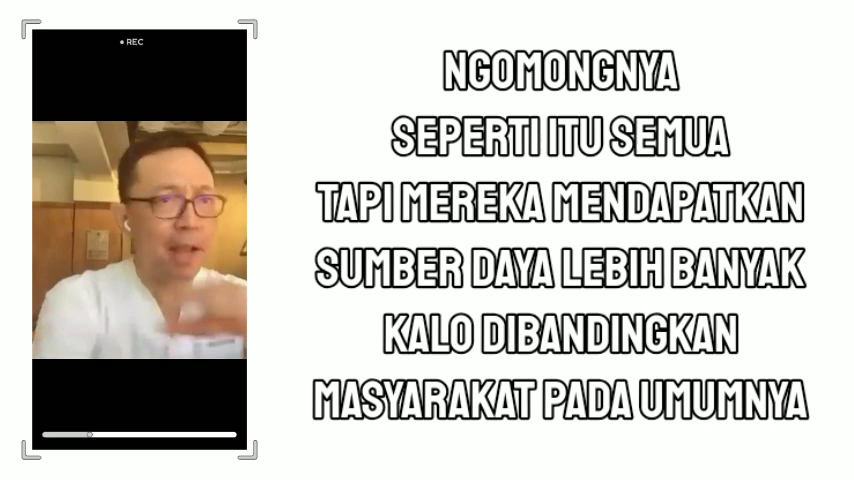 REC
NGOMONGNYA
SEPERTI ITU SEMUA
TAPI MEREKA MENDAPATKAN
SUMBER DAYA LEBIH BANYAK
KALO DIBANDINGKAN
MASYARAKAT PADA UMUMNYA